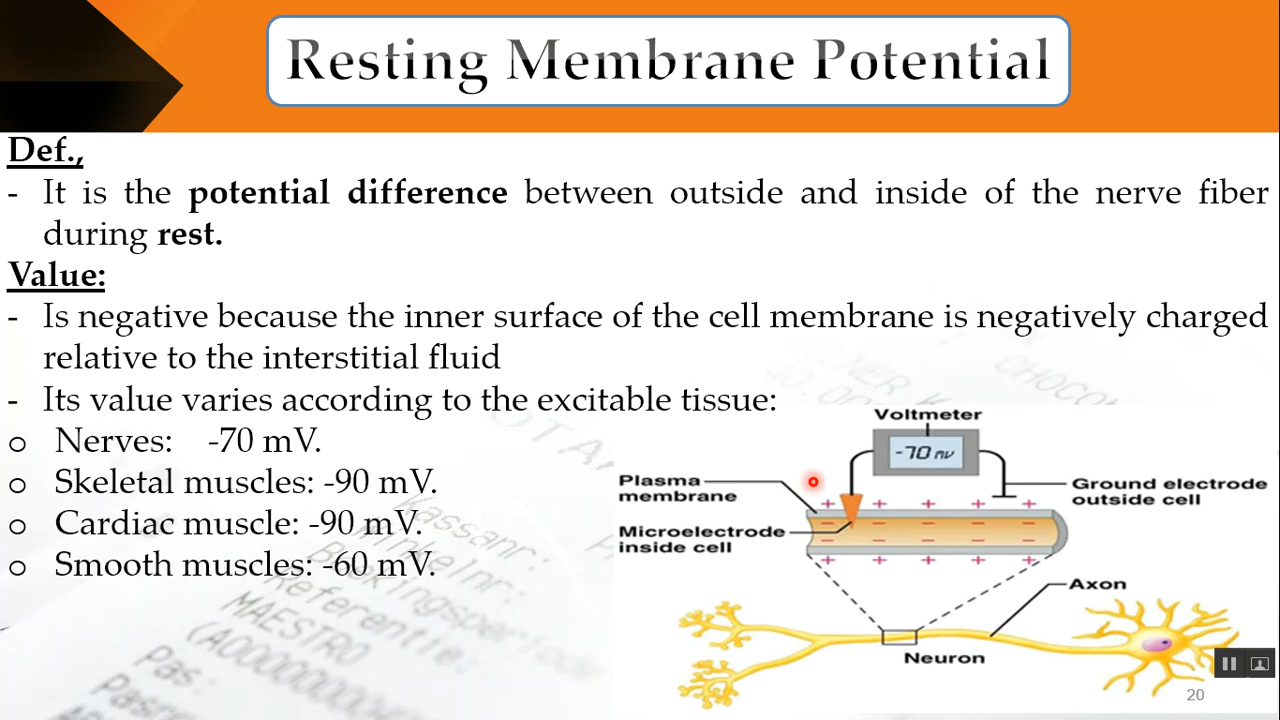 Resting Membrane Potential
Def.,
- It is the potential difference between outside and inside of the nerve fiber
during rest.
Value:
- Is negative because the inner surface of the cell membrane is negatively charged
relative to the interstitial fluid
- Its value varies according to the excitable tissue:
o Nerves: -70 mV.
o Skeletal muscles: -90 mV.
o Cardiac muscle: -90 mV.
o Smooth muscles: -60 mV.
Voltmeter
-70 mv
Plasma
membrane
Ground electrode
outside cell
Microelectrode
inside cell
Axon
Neuron
20
Kassanr:
Referentie
MAESTRO
Pas